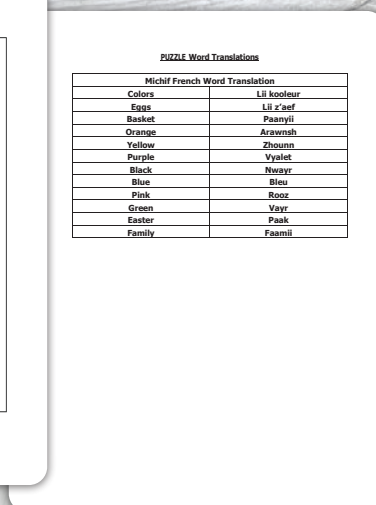 PUZZLE Word Translations
Michif French Word Translation
Colors Lii kooleur
Eggs Lii z'aef
Basket Paanyii
Orange Arawnsh
Yellow Zhounn
Purple Vyalet
Black Nwayr
Blue Bleu
Pink Rooz
Green Vayr
Easter Paak
Family Faamii